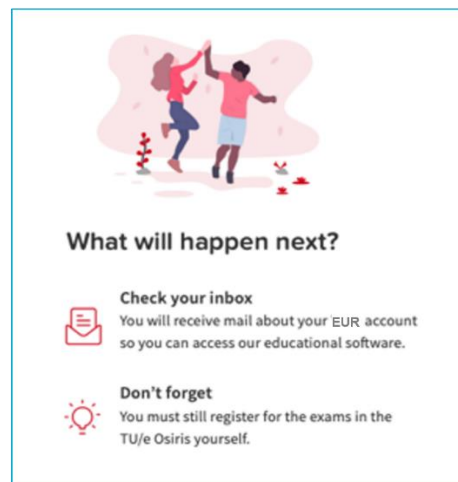 What will happen next?
Check your inbox
You will receive mail about your EUR account
so you can access our educational software.
Don't forget
You must still register for the exams in the
TU/e Osiris yourself.